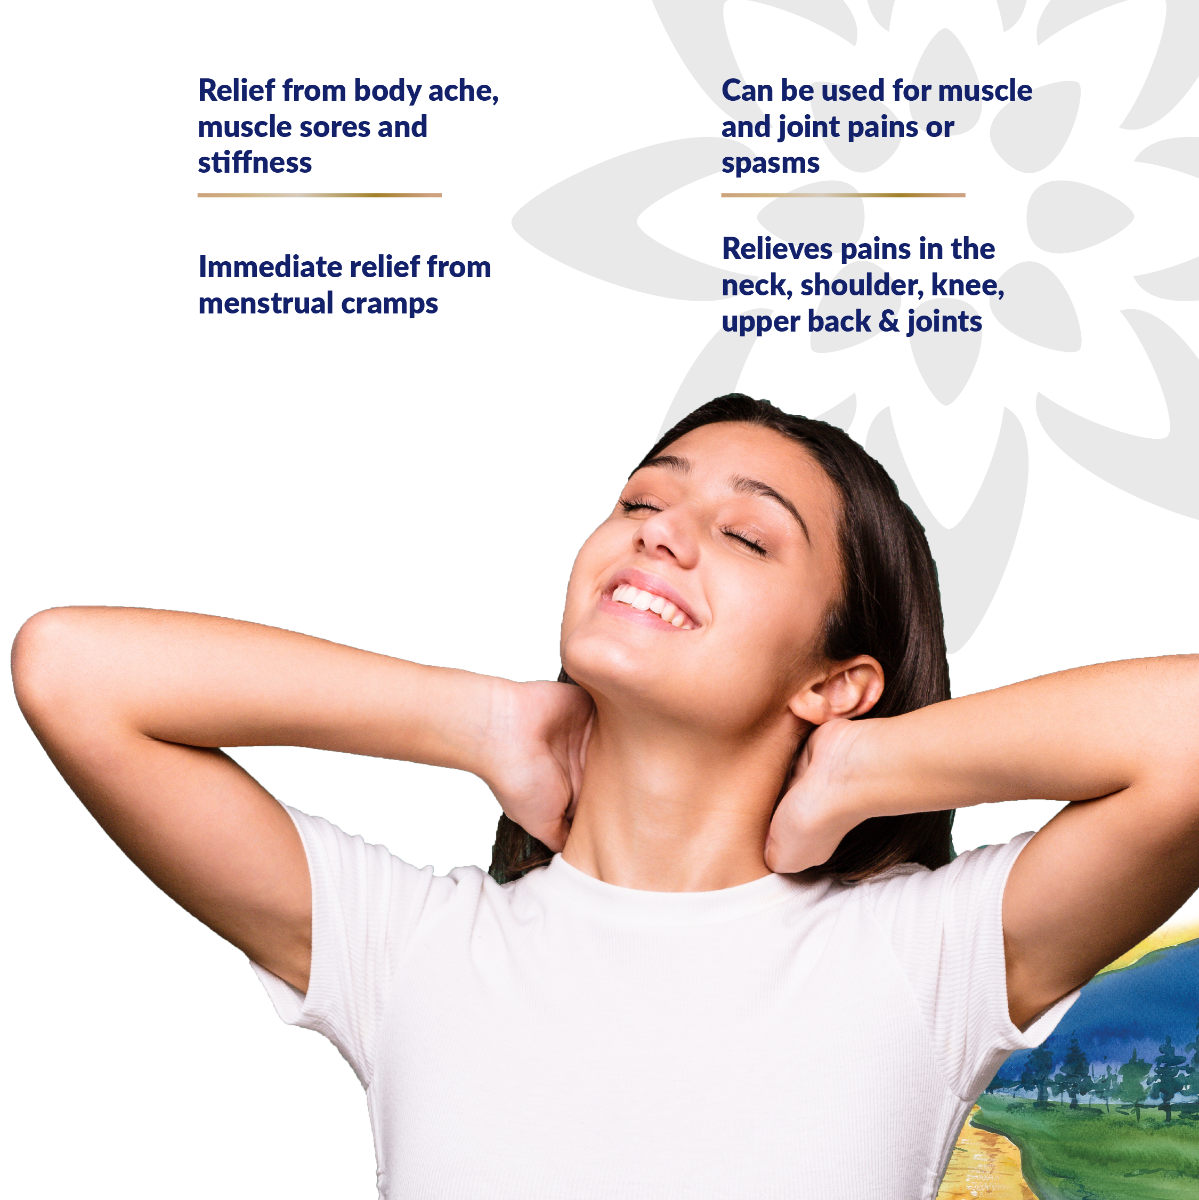 Relief from body ache,
muscle sores and
stiffness
Immediate relief from
menstrual cramps
Can be used for muscle
and joint pains or
spasms
Relieves pains in the
neck, shoulder, knee,
upper back & joints